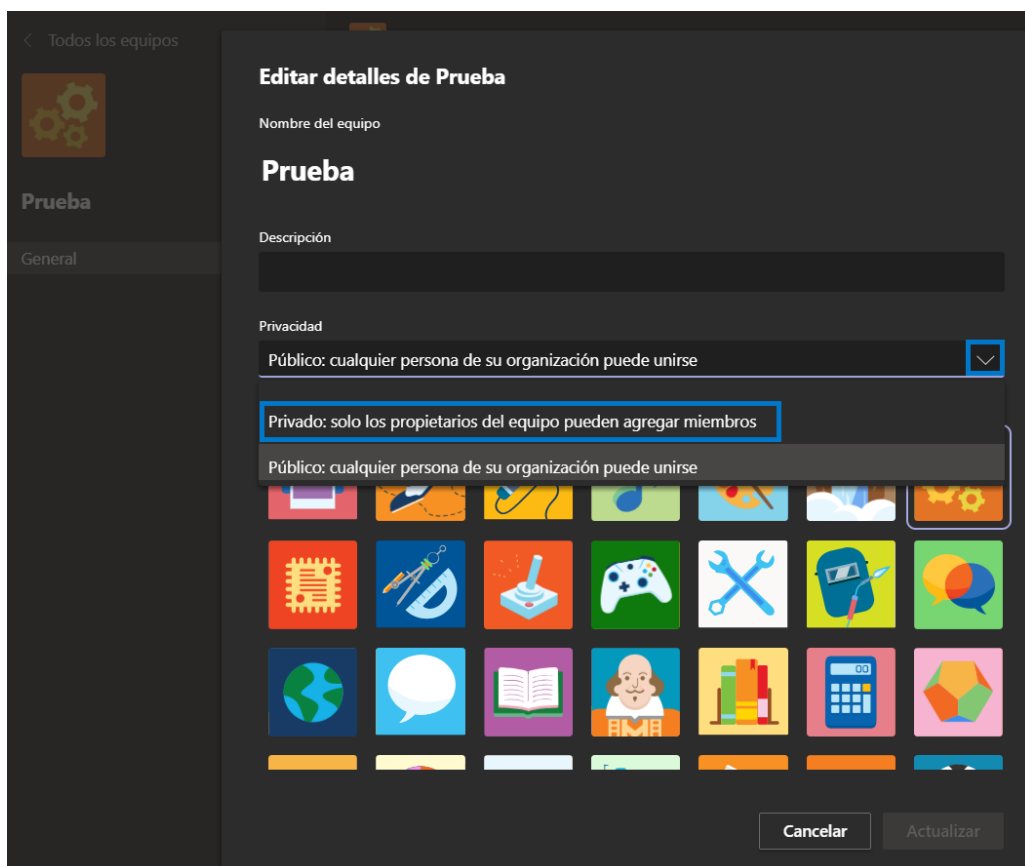 Todos los equipos
Prueba
General
Editar detalles de Prueba
Nombre del equipo
Prueba
Descripción
Privacidad
Público: cualquier persona de su organización puede unirse
Privado: solo los propietarios del equipo pueden agregar miembros
Público: cualquier persona de su organización puede unirse
00
Cancelar
Actualizar